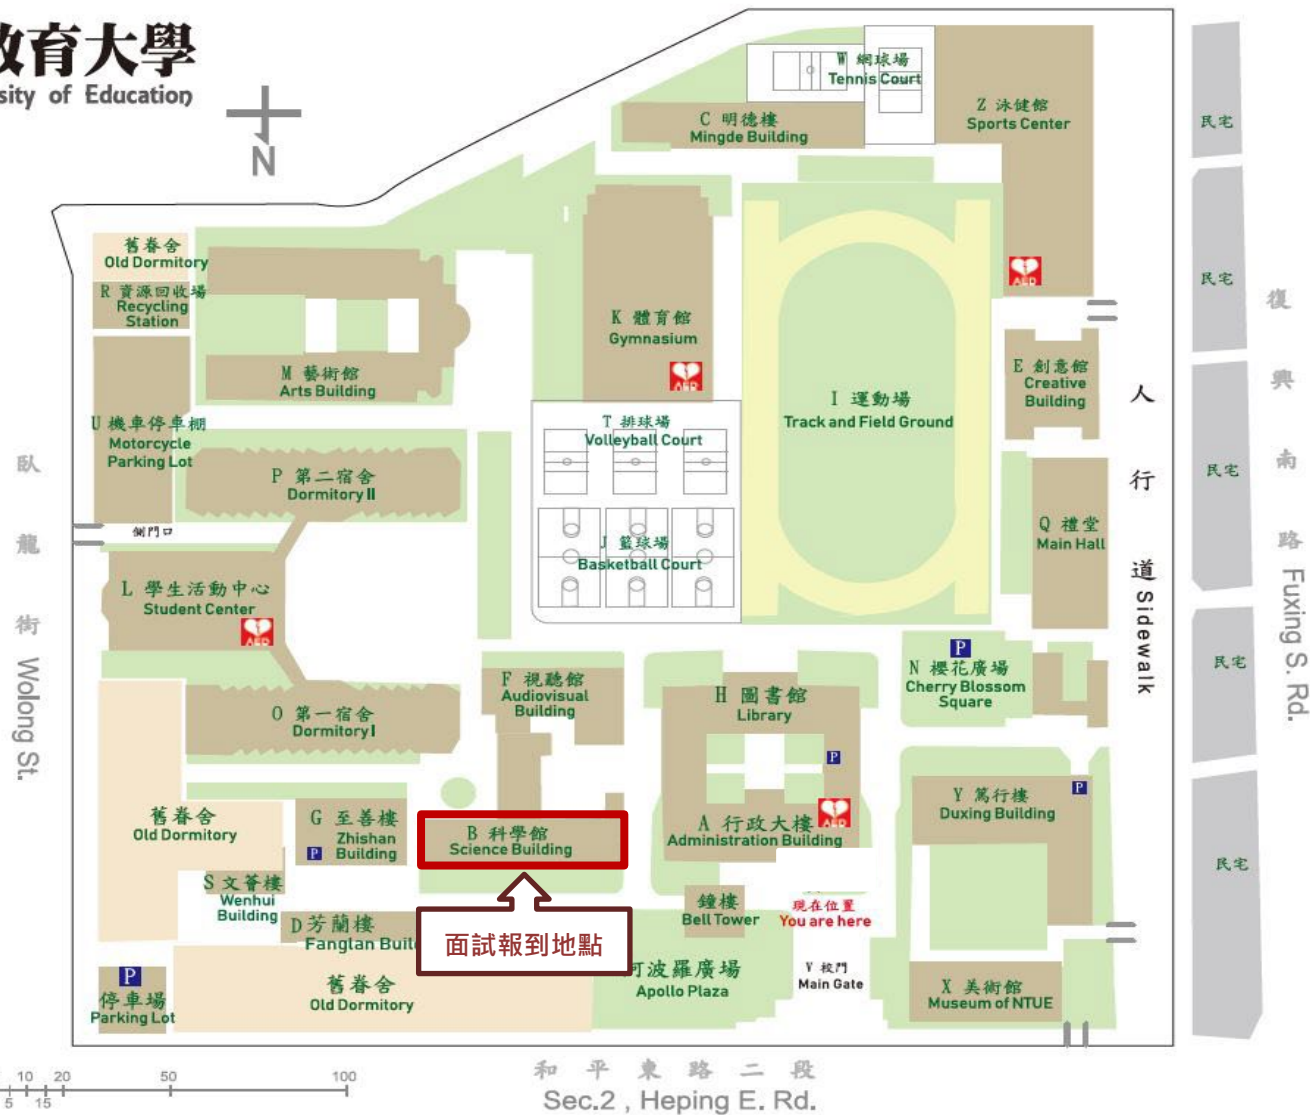 教育大學
sity of Education
N
W 網球場
Tennis Court
C 明德樓
Mingde Building
Z 泳健館
Sports Center
民宅
舊眷舍
Old Dormitory
R 資源回收場
Recycling
Station
AED
民宅
復
興
南
路
Fuxing S. Rd.
K 體育館
Gymnasium
AED
M 藝術館
Arts Building
E 創意館
Creative
Building
I 運動場
Track and Field Ground
人
行
道
Sidewalk
U 機車停車棚
Motorcycle
Parking Lot
T 排球場
Volleyball Court
臥
龍
街
Wolong St.
P 第二宿舍
Dormitory II
民宅
側門口
J 籃球場
Basketball Court
Q 禮堂
Main Hall
L 學生活動中心
Student Center
AED
P
N 櫻花廣場
Cherry Blossom
Square
民宅
F 視聽館
Audiovisual
Building
H 圖書館
Library
P
O 第一宿舍
Dormitory I
舊眷舍
Old Dormitory
G 至善樓
Zhishan
Building
P
B 科學館
Science Building
A 行政大樓
Administration Building
AED
Y 篤行樓
Duxing Building
P
民宅
S 文薈樓
Wenhui
Building
鐘樓
Bell Tower
現在位置
You are here
D 芳蘭樓
Fanglan Buil
面試報到地點
P
停車場
Parking Lot
舊眷舍
Old Dormitory
阿波羅廣場
Apollo Plaza
V 校門
Main Gate
X 美術館
Museum of NTUE
10 20 50 100
5 15
和平東路二段
Sec.2 , Heping E. Rd.